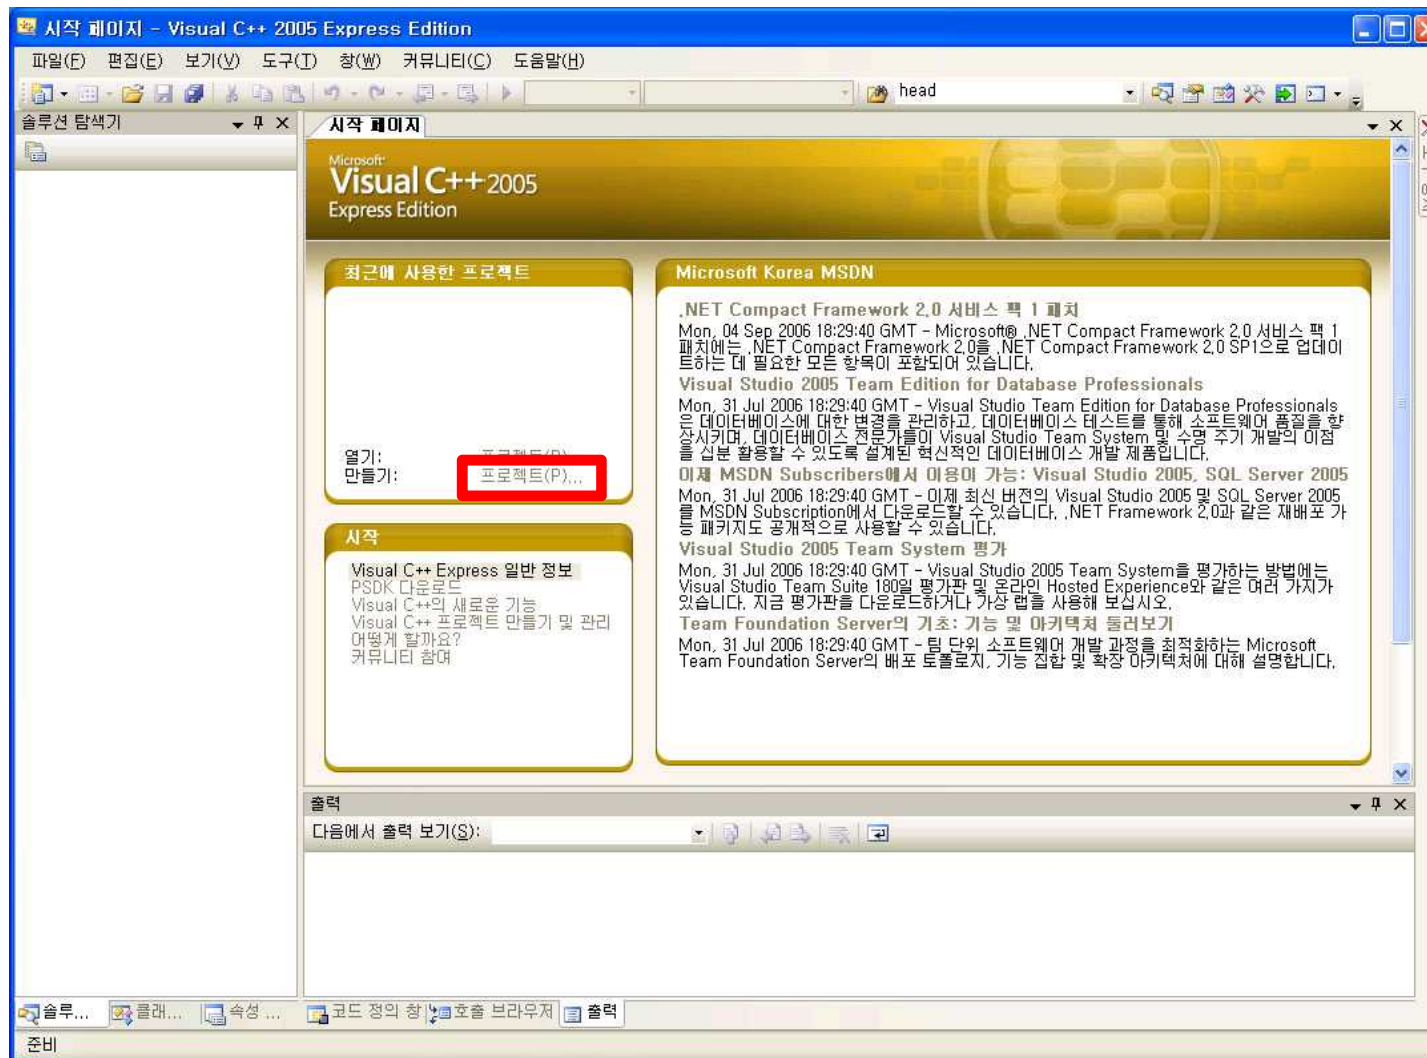 시작 페이지 - Visual C++ 2005 Express Edition
파일(F) 편집(E) 보기(V) 도구(T) 창(W) 커뮤니티(C) 도움말(H)
head
솔루션 탐색기
시작 페이지
Microsoft
Visual C++ 2005
Express Edition
최근에 사용한 프로젝트
열기: 프로젝트(P)...
만들기: 프로젝트(P)...
시작
Visual C++ Express 일반 정보
PSDK 다운로드
Visual C++의 새로운 기능
Visual C++ 프로젝트 만들기 및 관리
어떻게 할까요?
커뮤니티 참여
Microsoft Korea MSDN
.NET Compact Framework 2.0 서비스 팩 1 패치
Mon, 04 Sep 2006 18:29:40 GMT - Microsoft® .NET Compact Framework 2.0 서비스 팩 1
패치에는 .NET Compact Framework 2.0을 .NET Compact Framework 2.0 SP1으로 업데이
트하는 데 필요한 모든 항목이 포함되어 있습니다.
Visual Studio 2005 Team Edition for Database Professionals
Mon, 31 Jul 2006 18:29:40 GMT - Visual Studio Team Edition for Database Professionals
은 데이터베이스에 대한 변경을 관리하고, 데이터베이스 테스트를 통해 소프트웨어 품질을 향
상시키며, 데이터베이스 전문가들이 Visual Studio Team System 및 수명 주기 개발의 이점
을 십분 활용할 수 있도록 설계된 혁신적인 데이터베이스 개발 제품입니다.
이제 MSDN Subscribers에서 이용이 가능: Visual Studio 2005, SQL Server 2005
Mon, 31 Jul 2006 18:29:40 GMT - 이제 최신 버전의 Visual Studio 2005 및 SQL Server 2005
를 MSDN Subscription에서 다운로드할 수 있습니다. .NET Framework 2.0과 같은 재배포 가
능 패키지도 공개적으로 사용할 수 있습니다.
Visual Studio 2005 Team System 평가
Mon, 31 Jul 2006 18:29:40 GMT - Visual Studio 2005 Team System을 평가하는 방법에는
Visual Studio Team Suite 180일 평가판 및 온라인 Hosted Experience와 같은 여러 가지가
있습니다. 지금 평가판을 다운로드하거나 가상 랩을 사용해 보십시오.
Team Foundation Server의 기초: 기능 및 아키텍처 둘러보기
Mon, 31 Jul 2006 18:29:40 GMT - 팀 단위 소프트웨어 개발 과정을 최적화하는 Microsoft
Team Foundation Server의 배포 토폴로지, 기능 집합 및 확장 아키텍처에 대해 설명합니다.
출력
다음에서 출력 보기(S):
솔루... 클래... 속성 ... 코드 정의 창 호출 브라우저 출력
준비